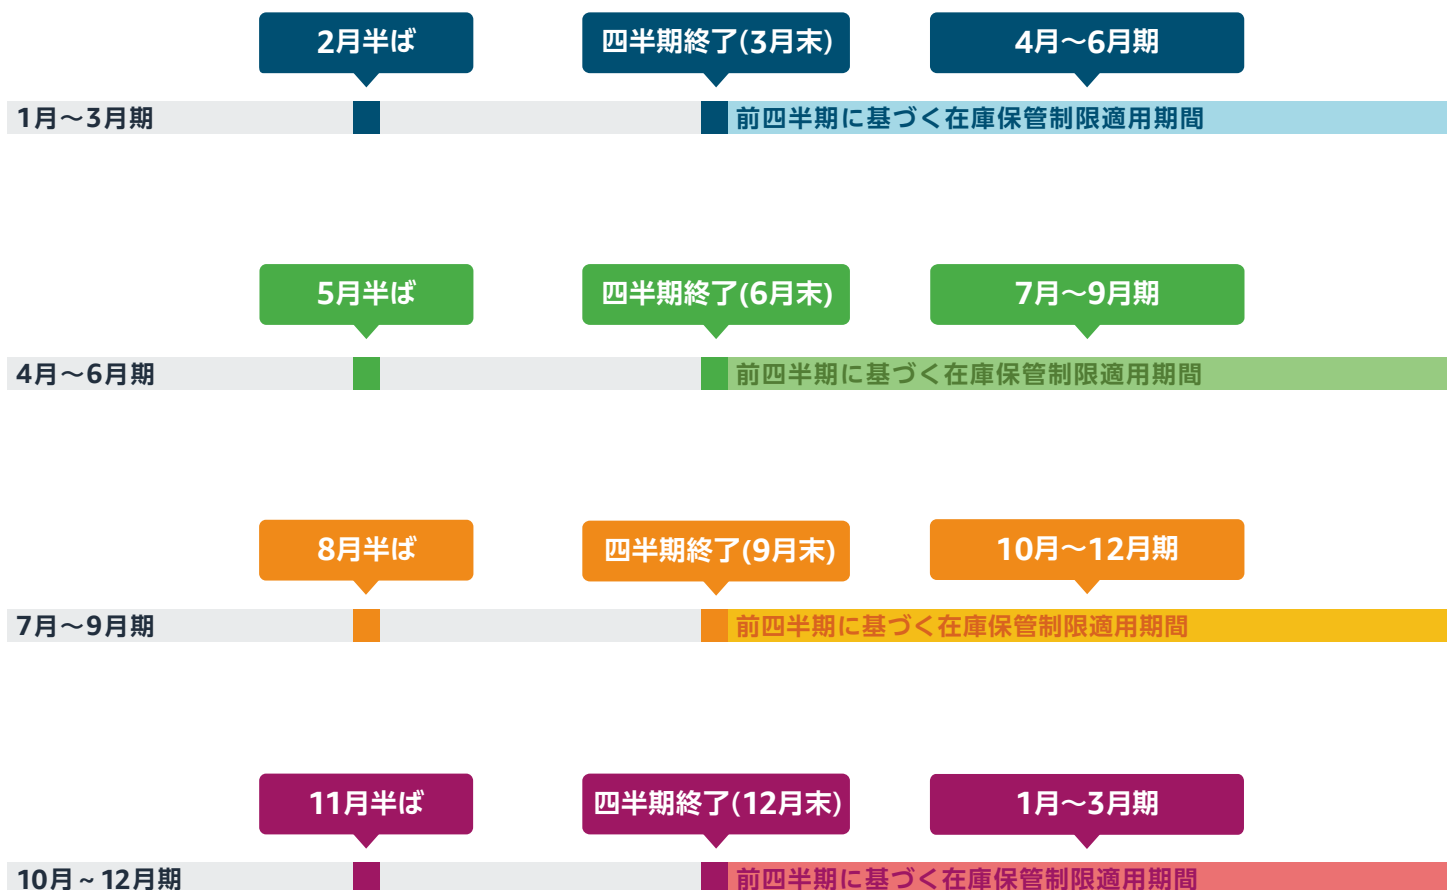 2月半ば
四半期終了(3月末)
4月〜6月期
1月〜3月期
前四半期に基づく在庫保管制限適用期間
5月半ば
四半期終了(6月末)
7月〜9月期
4月〜6月期
前四半期に基づく在庫保管制限適用期間
8月半ば
四半期終了(9月末)
10月〜12月期
7月〜9月期
前四半期に基づく在庫保管制限適用期間
11月半ば
四半期終了(12月末)
1月〜3月期
10月~12月期
前四半期に基づく在庫保管制限適用期間